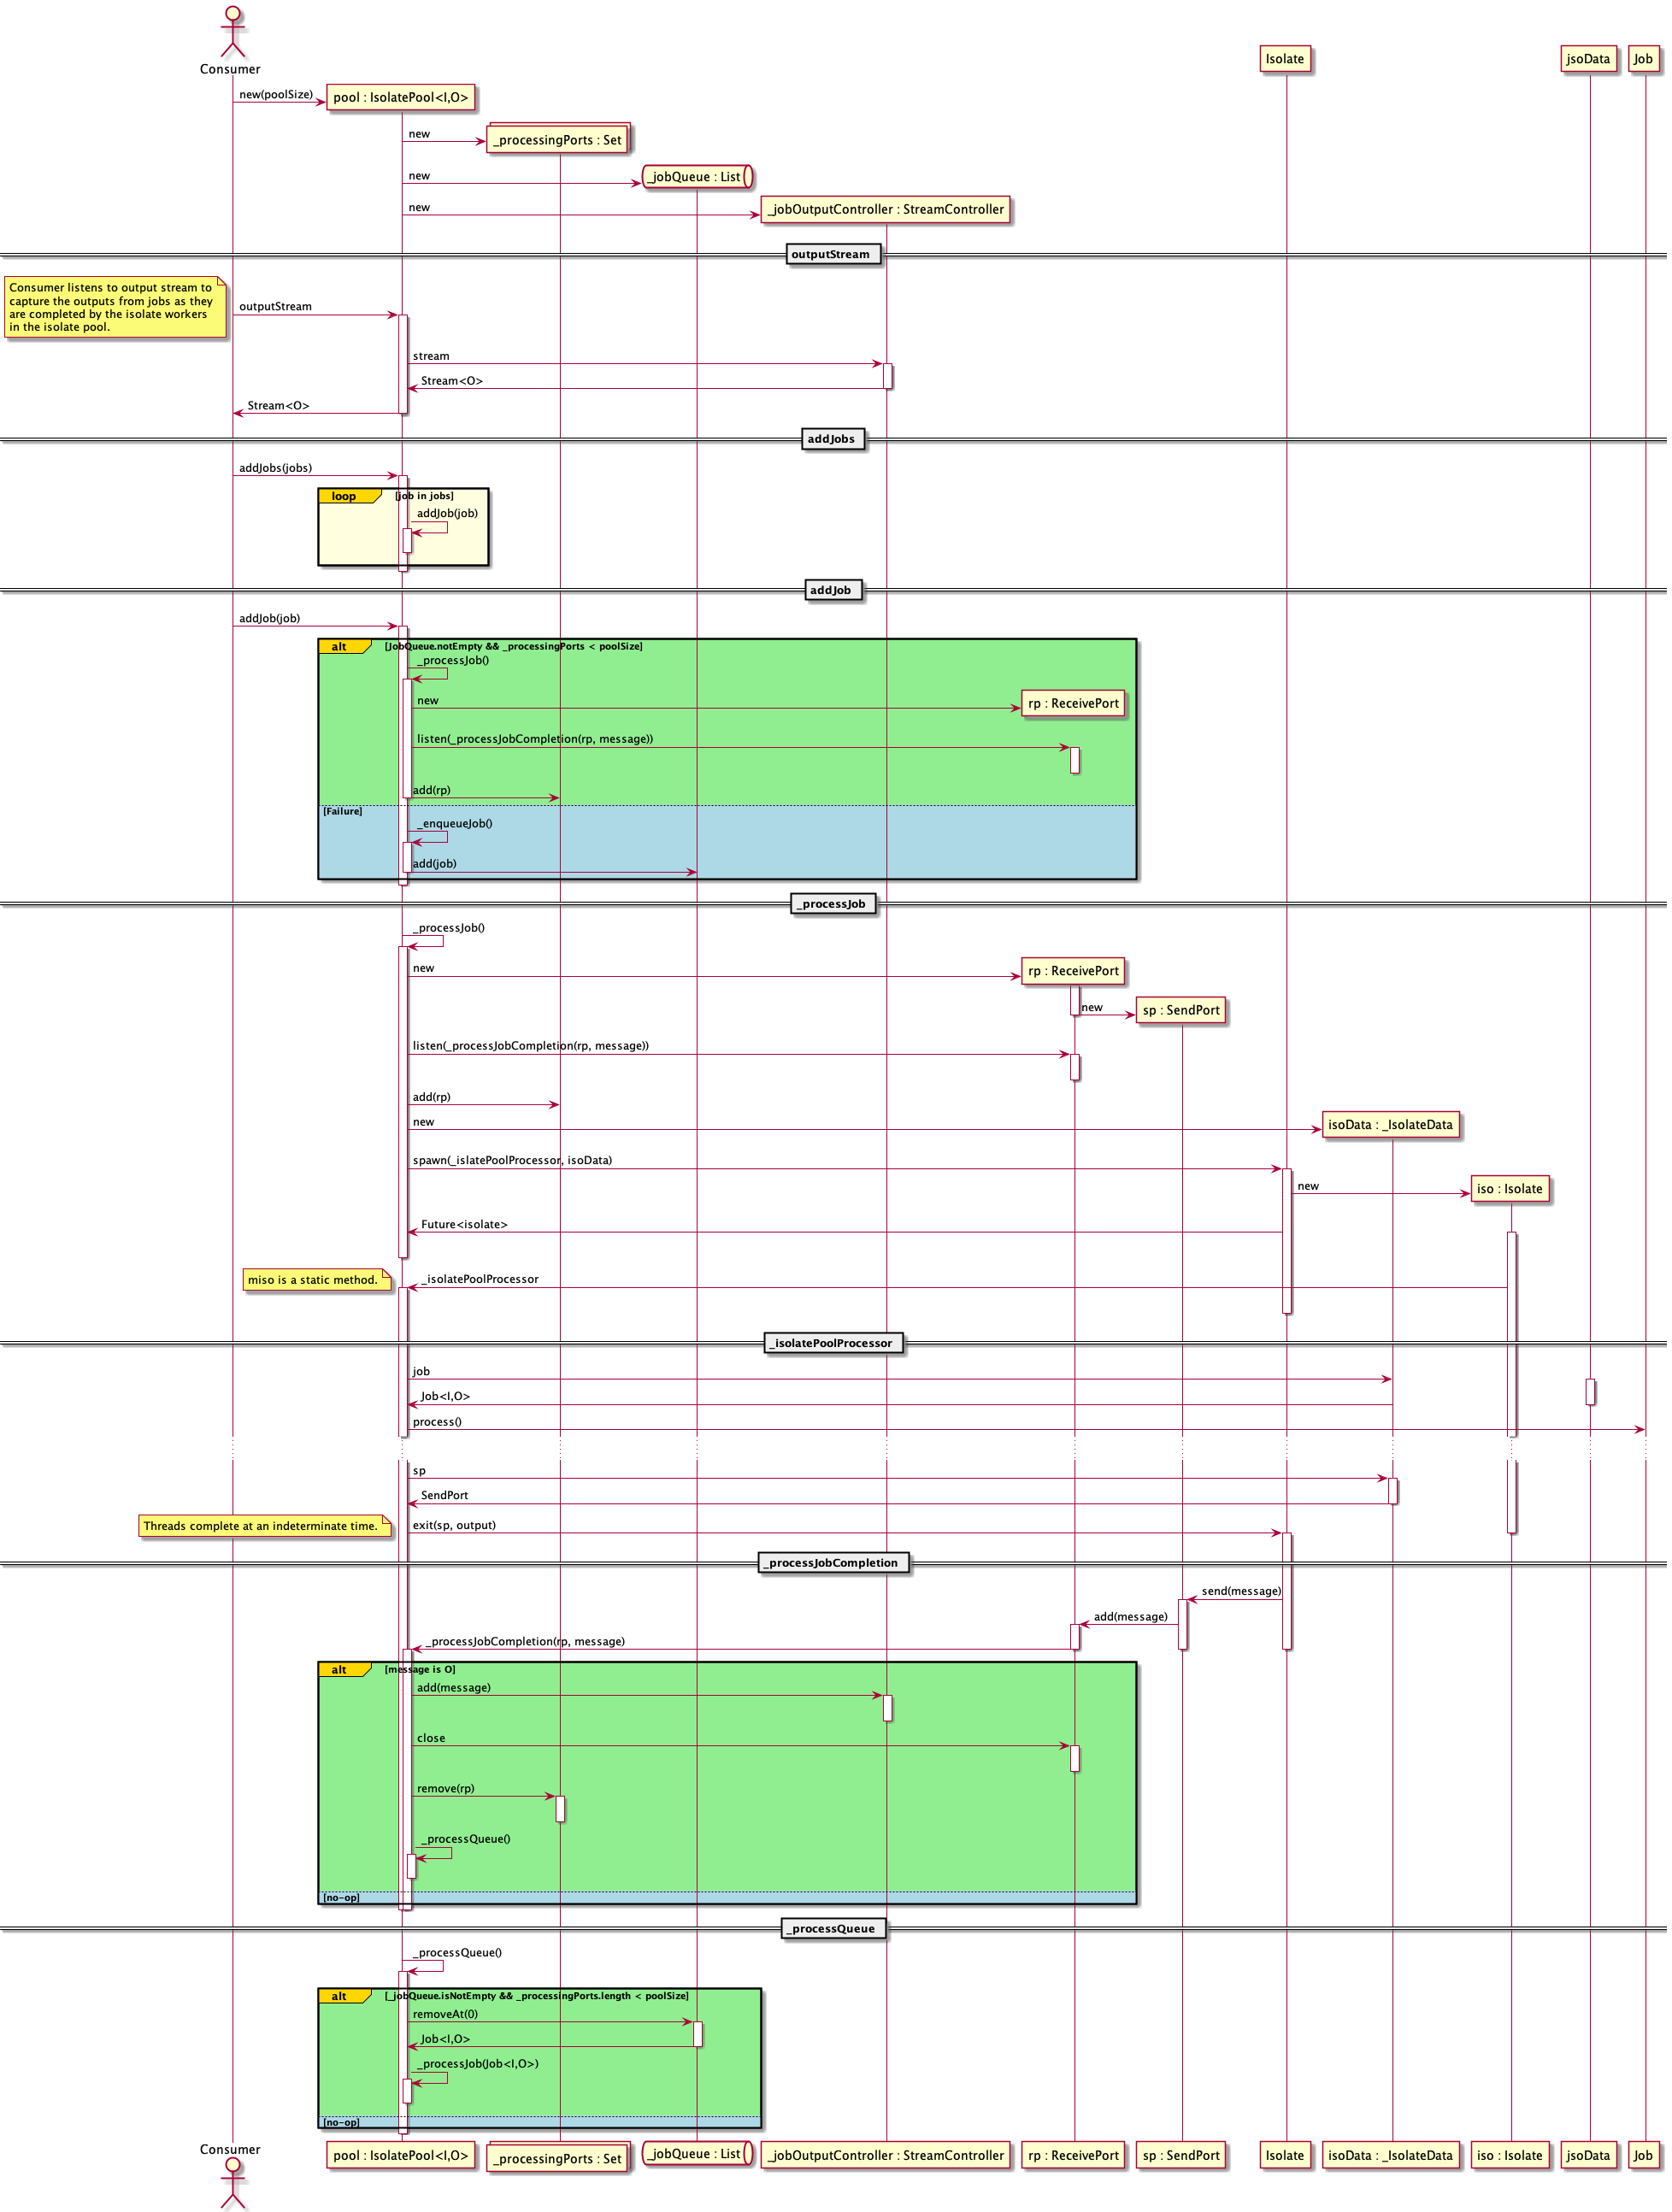 Consumer
Isolate
jsoData
Job
new(poolSize)
pool : IsolatePool<I,O>
new
_processingPorts : Set
new
_jobQueue : List
new
_jobOutputController : StreamController
outputStream
Consumer listens to output stream to
capture the outputs from jobs as they
are completed by the isolate workers
in the isolate pool.
outputStream
stream
Stream<O>
Stream<O>
addJobs
addJobs(jobs)
loop
[job in jobs]
addJob(job)
addJob
addJob(job)
alt
[JobQueue.notEmpty && _processingPorts < poolSize]
_processJob()
new
rp : ReceivePort
listen(_processJobCompletion(rp, message))
add(rp)
[Failure]
_enqueueJob()
add(job)
_processJob
_processJob()
new
rp : ReceivePort
new
sp : SendPort
listen(_processJobCompletion(rp, message))
add(rp)
new
isoData : _IsolateData
spawn(_islatePoolProcessor, isoData)
new
iso : Isolate
Future<isolate>
miso is a static method.
_isolatePoolProcessor
_isolatePoolProcessor
job
Job<I,O>
process()
sp
SendPort
Threads complete at an indeterminate time.
exit(sp, output)
_processJobCompletion
send(message)
add(message)
_processJobCompletion(rp, message)
alt
[message is O]
add(message)
close
remove(rp)
_processQueue()
[no-op]
_processQueue
_processQueue()
alt
[_jobQueue.isNotEmpty && _processingPorts.length < poolSize]
removeAt(0)
Job<I,O>
_processJob(Job<I,O>)
[no-op]
Consumer
pool : IsolatePool<I,O>
_processingPorts : Set
_jobQueue : List
_jobOutputController : StreamController
rp : ReceivePort
sp : SendPort
Isolate
isoData : _IsolateData
iso : Isolate
jsoData
Job